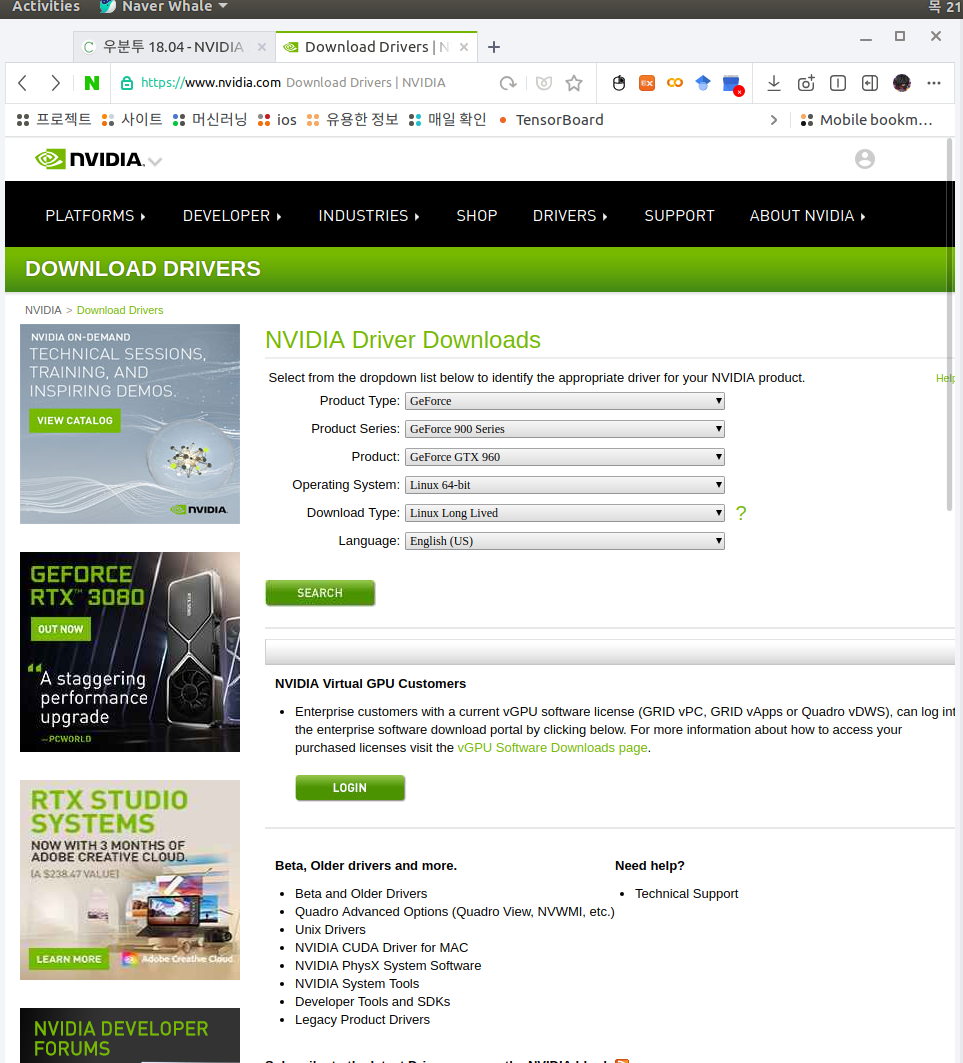 Activities Naver Whale 목 21
우분투 18.04 - NVIDIA
Download Drivers | N
https://www.nvidia.com Download Drivers | NVIDIA
프로젝트 사이트 머신러닝 ios 유용한 정보 매일 확인 TensorBoard Mobile bookm…
NVIDIA.
PLATFORMS DEVELOPER INDUSTRIES SHOP DRIVERS SUPPORT ABOUT NVIDIA
DOWNLOAD DRIVERS
NVIDIA > Download Drivers
NVIDIA ON-DEMAND
TECHNICAL SESSIONS,
TRAINING, AND
INSPIRING DEMOS.
VIEW CATALOG
NVIDIA.
GEFORCE
RTX™ 3080
RTX 3080
OUT NOW
“A staggering
performance
upgrade
—PCWORLD
RTX STUDIO
SYSTEMS
NOW WITH 3 MONTHS OF
ADOBE CREATIVE CLOUD.
(A $238.47 VALUE)
LEARN MORE
Adobe Creative Cloud
NVIDIA DEVELOPER
FORUMS
NVIDIA Driver Downloads
Select from the dropdown list below to identify the appropriate driver for your NVIDIA product.
Help
Product Type: GeForce
Product Series: GeForce 900 Series
Product: GeForce GTX 960
Operating System: Linux 64-bit
Download Type: Linux Long Lived ?
Language: English (US)
SEARCH
NVIDIA Virtual GPU Customers
• Enterprise customers with a current vGPU software license (GRID vPC, GRID vApps or Quadro vDWS), can log int
the enterprise software download portal by clicking below. For more information about how to access your
purchased licenses visit the vGPU Software Downloads page.
LOGIN
Beta, Older drivers and more.
• Beta and Older Drivers
• Quadro Advanced Options (Quadro View, NVWMI, etc.)
• Unix Drivers
• NVIDIA CUDA Driver for MAC
• NVIDIA PhysX System Software
• NVIDIA System Tools
• Developer Tools and SDKs
• Legacy Product Drivers
Need help?
• Technical Support